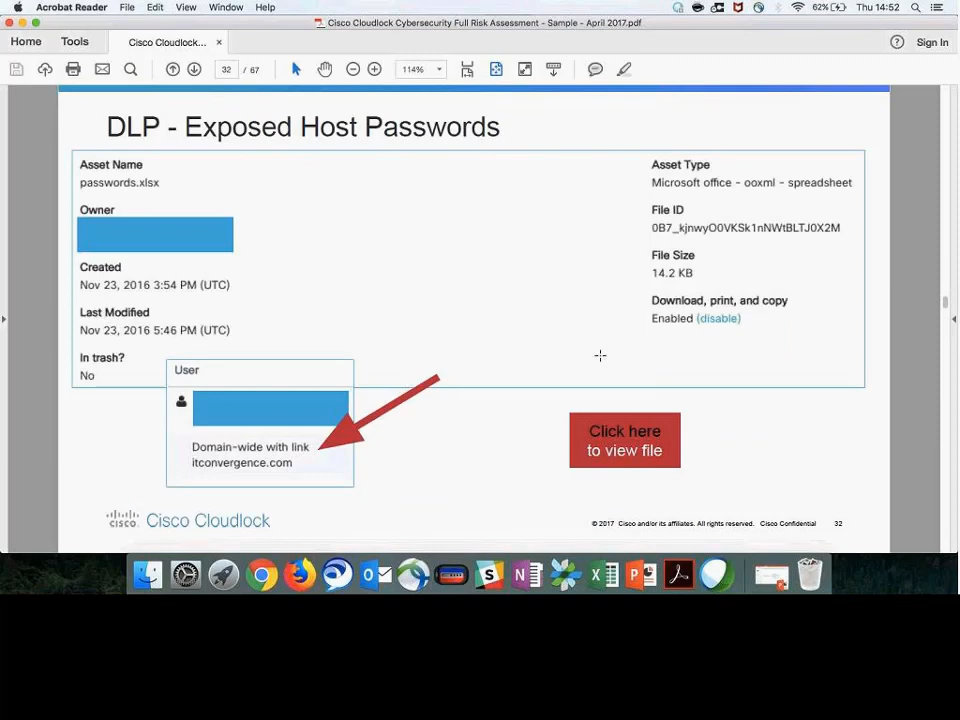 Acrobat Reader File Edit View Window Help
62% Thu 14:52
Cisco Cloudlock Cybersecurity Full Risk Assessment - Sample - April 2017.pdf
Home Tools Cisco Cloudlock... × Sign In
32 / 67 114%
DLP - Exposed Host Passwords
Asset Name
passwords.xlsx
Owner
Created
Nov 23, 2016 3:54 PM (UTC)
Last Modified
Nov 23, 2016 5:46 PM (UTC)
In trash?
No
Asset Type
Microsoft office - ooxml - spreadsheet
File ID
0B7_kjnwyO0VKSk1nNWtBLTJ0X2M
File Size
14.2 KB
Download, print, and copy
Enabled (disable)
User
Domain-wide with link
itconvergence.com
Click here
to view file
CISCO Cisco Cloudlock
© 2017 Cisco and/or its affiliates. All rights reserved. Cisco Confidential 32